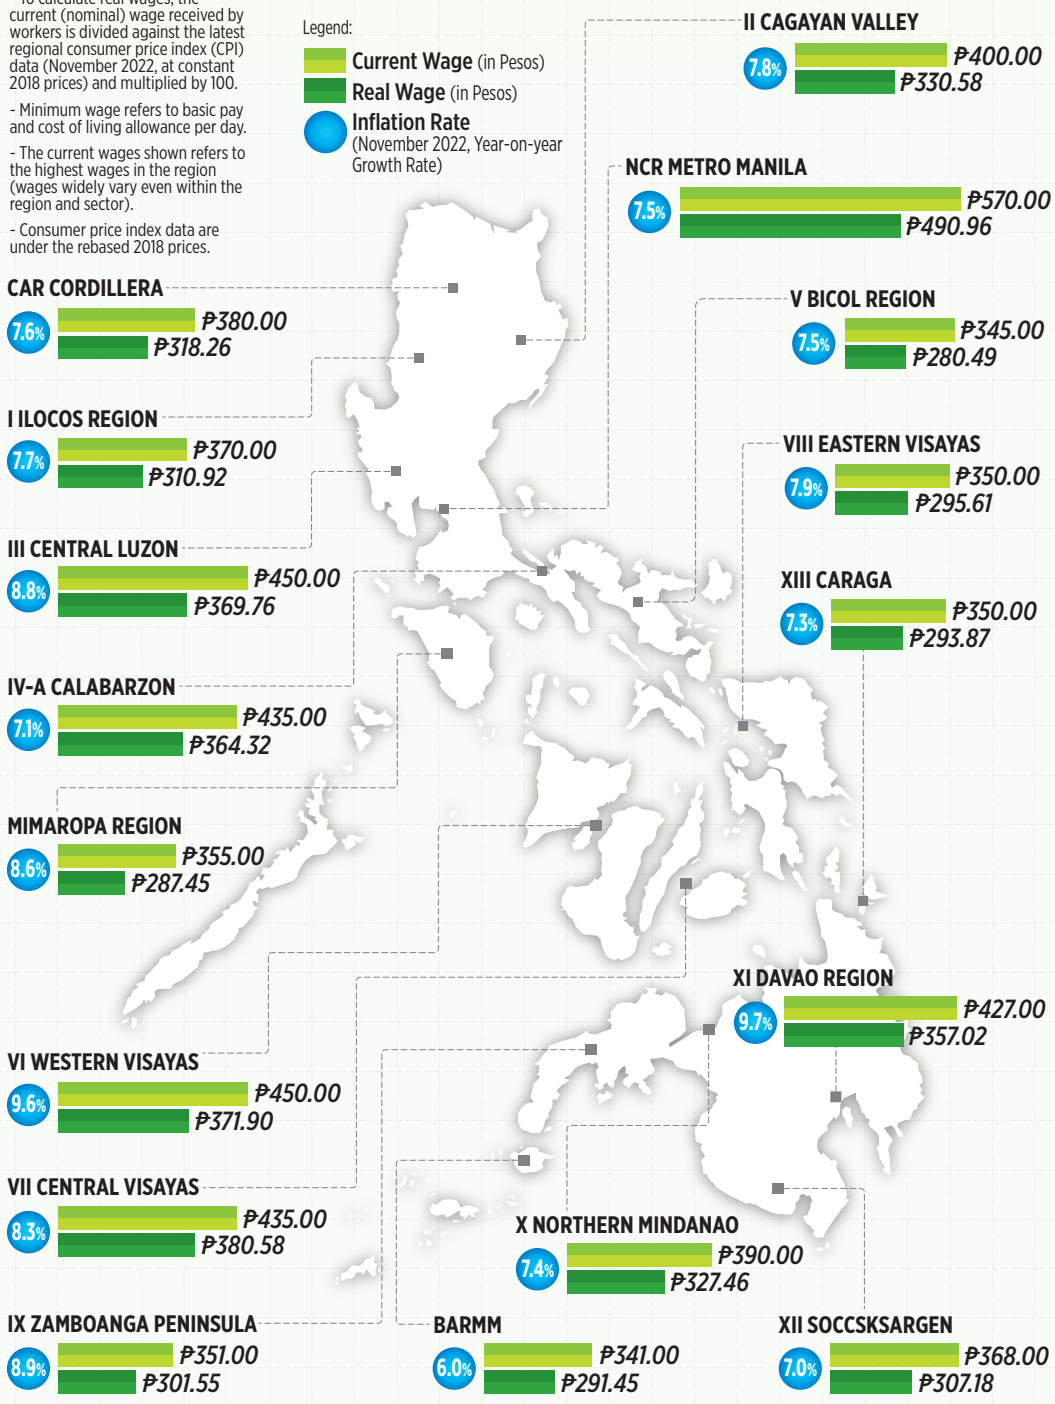 - To calculate real wages, the
current (nominal) wage received by
workers is divided against the latest
regional consumer price index (CPI)
data (November 2022, at constant
2018 prices) and multiplied by 100.
- Minimum wage refers to basic pay
and cost of living allowance per day.
- The current wages shown refers to
the highest wages in the region
(wages widely vary even within the
region and sector).
- Consumer price index data are
under the rebased 2018 prices.
Legend:
Current Wage (in Pesos)
Real Wage (in Pesos)
Inflation Rate
(November 2022, Year-on-year
Growth Rate)
II CAGAYAN VALLEY
7.8%
₱400.00
₱330.58
NCR METRO MANILA
7.5%
₱570.00
₱490.96
CAR CORDILLERA
7.6%
₱380.00
₱318.26
V BICOL REGION
7.5%
₱345.00
₱280.49
I ILOCOS REGION
7.7%
₱370.00
₱310.92
VIII EASTERN VISAYAS
7.9%
₱350.00
₱295.61
III CENTRAL LUZON
8.8%
₱450.00
₱369.76
XIII CARAGA
7.3%
₱350.00
₱293.87
IV-A CALABARZON
7.1%
₱435.00
₱364.32
MIMAROPA REGION
8.6%
₱355.00
₱287.45
XI DAVAO REGION
9.7%
₱427.00
₱357.02
VI WESTERN VISAYAS
9.6%
₱450.00
₱371.90
VII CENTRAL VISAYAS
8.3%
₱435.00
₱380.58
X NORTHERN MINDANAO
7.4%
₱390.00
₱327.46
IX ZAMBOANGA PENINSULA
8.9%
₱351.00
₱301.55
BARMM
6.0%
₱341.00
₱291.45
XII SOCCSKSARGEN
7.0%
₱368.00
₱307.18